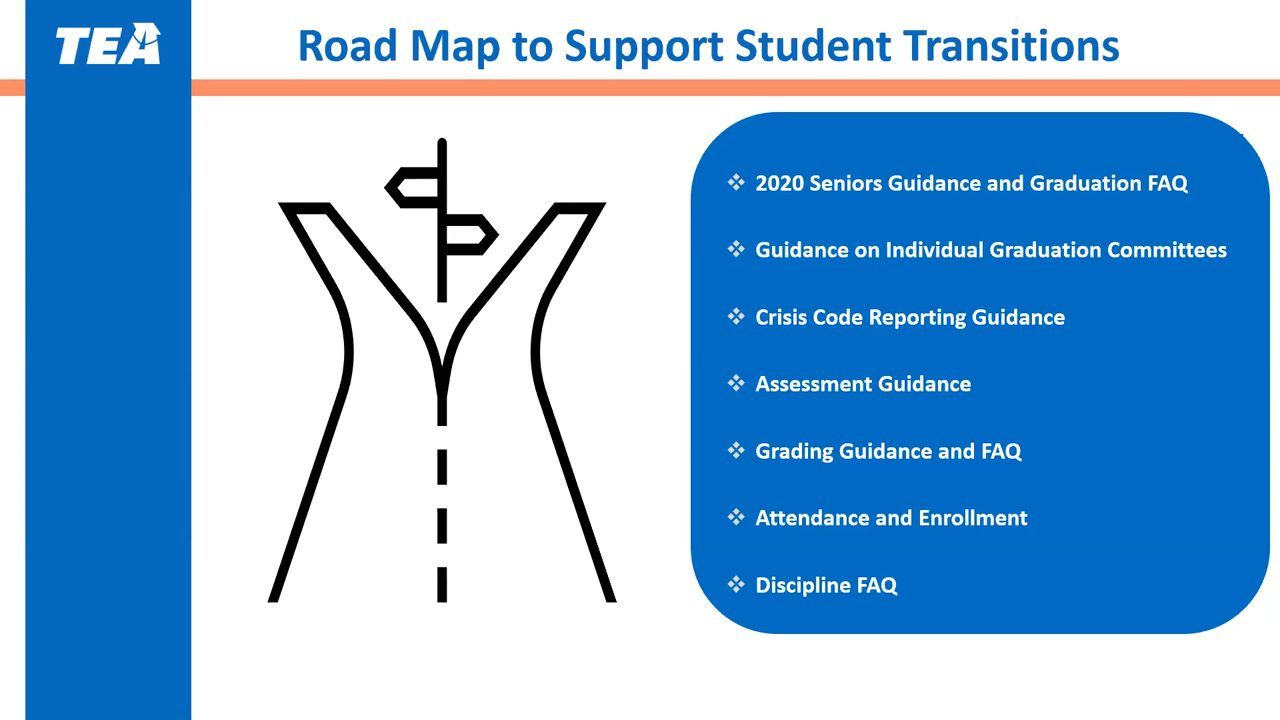 TEA
Road Map to Support Student Transitions
❖ 2020 Seniors Guidance and Graduation FAQ
❖ Guidance on Individual Graduation Committees
❖ Crisis Code Reporting Guidance
❖ Assessment Guidance
❖ Grading Guidance and FAQ
❖ Attendance and Enrollment
❖ Discipline FAQ